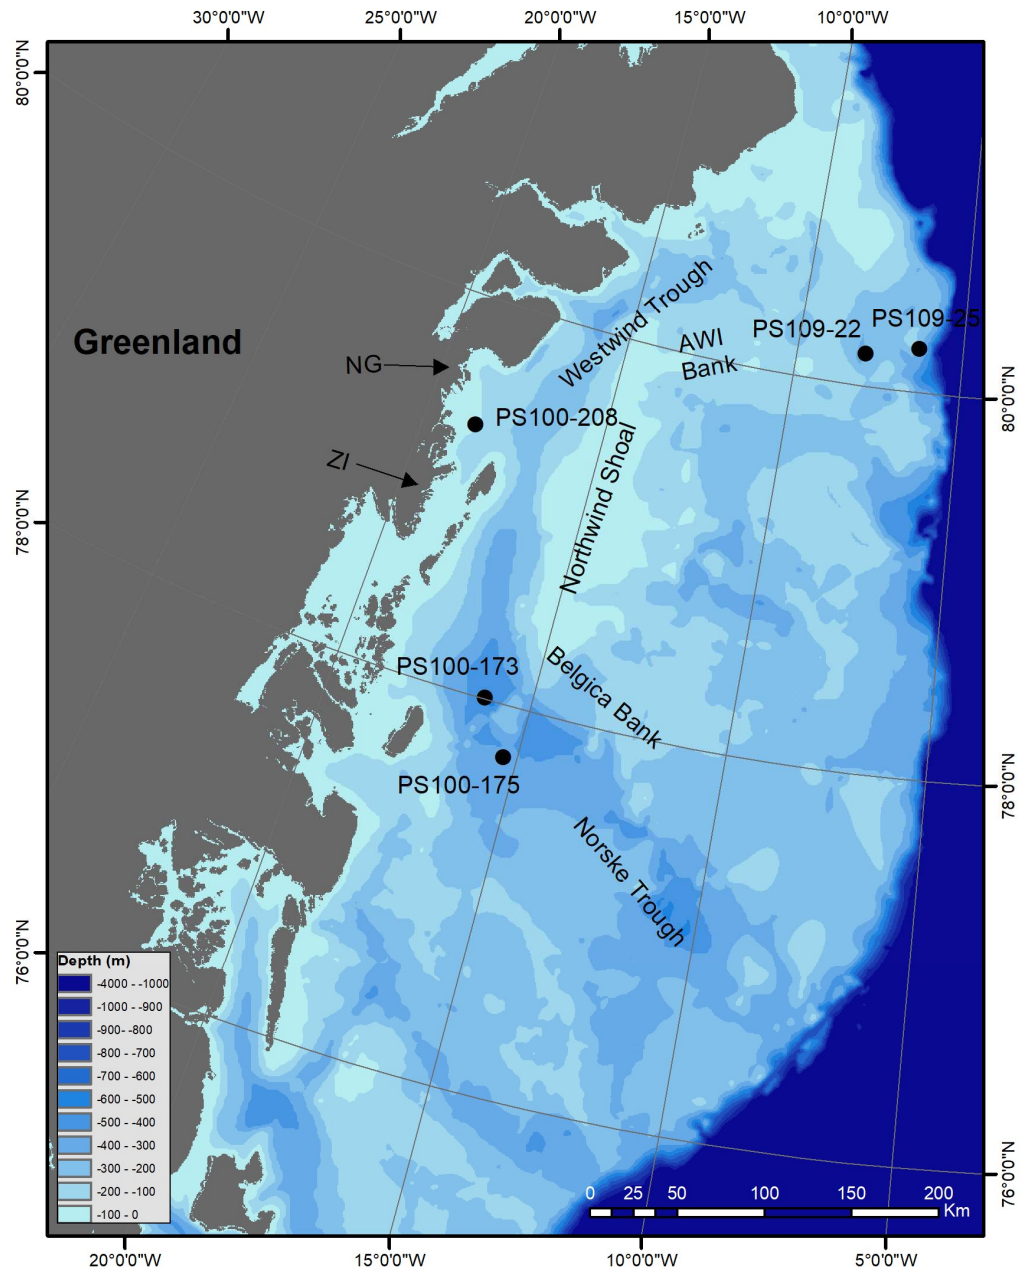 30°0'0"W 25°0'0"W 20°0'0"W 15°0'0"W 10°0'0"W
80°0'0"N
Greenland
NG
ZI
Westwind Trough
AWI
Bank
PS109-22
PS109-25
PS100-208
Northwind Shoal
80°0'0"N
78°0'0"N
PS100-173
Belgica Bank
PS100-175
78°0'0"N
Norske Trough
76°0'0"N
Depth (m)
-4000 - -1000
-1000 - -900
-900- -800
-800 - -700
-700 - -600
-600 - -500
-500 - -400
-400 - -300
-300 - -200
-200 - -100
-100 - 0
76°0'0"N
0 25 50 100 150 200
Km
20°0'0"W 15°0'0"W 10°0'0"W 5°0'0"W